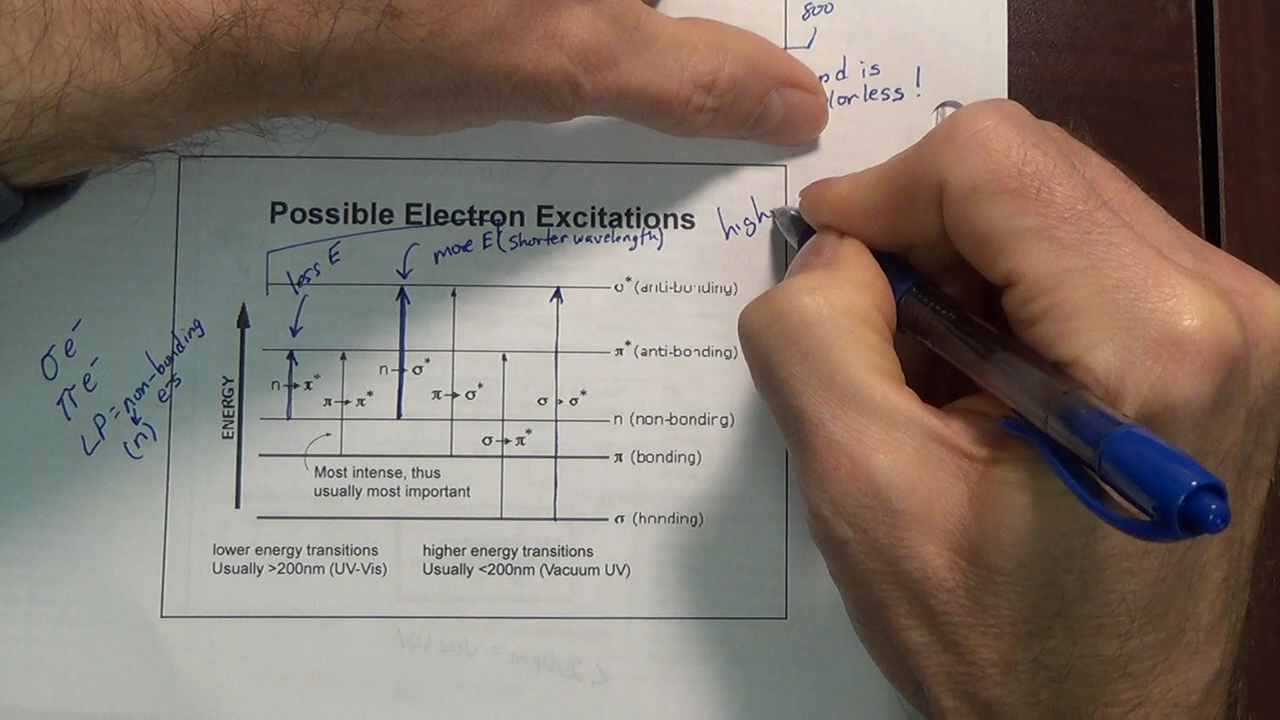 800
is
!
Possible Electron Excitations
high
more E (shorter wavelength)
less E
σ* (anti-bonding)
π* (anti-bonding)
n → π*
π → π*
n → σ*
π → σ*
σ → σ*
σ → π*
n (non-bonding)
π (bonding)
σ (bonding)
ENERGY
σ e⁻
π e⁻
LP = non-bonding
e⁻s
(n)
Most intense, thus
usually most important
lower energy transitions
Usually >200nm (UV-Vis)
higher energy transitions
Usually <200nm (Vacuum UV)